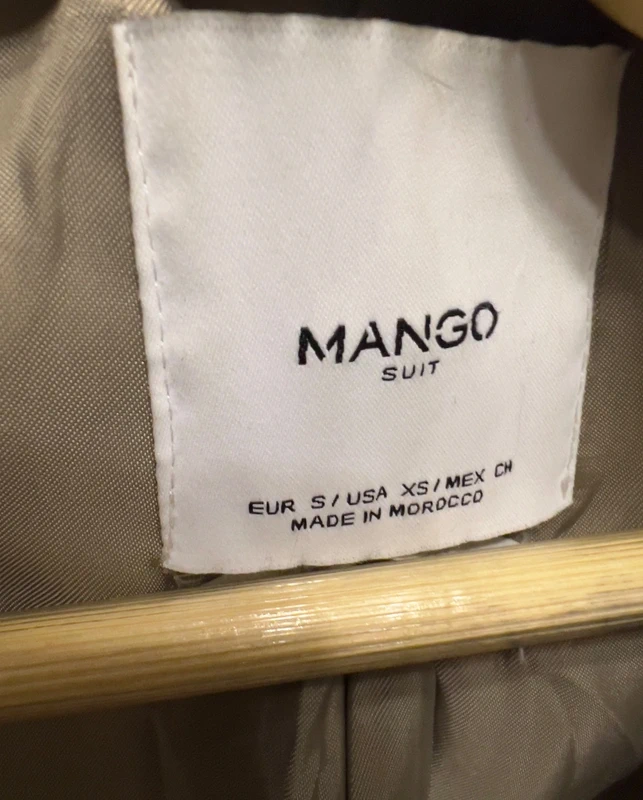 MANGO
SUIT
EUR S/USA XS/MEX CH
MADE IN MOROCCO